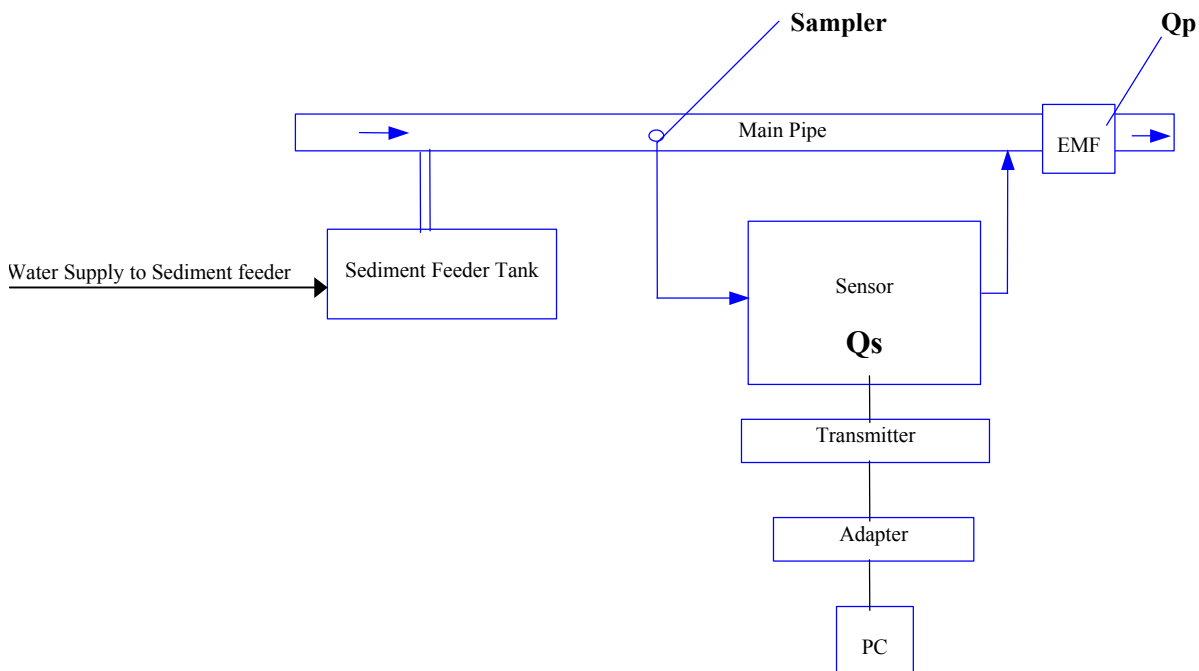 Sampler
Qp
Main Pipe
EMF
Water Supply to Sediment feeder
Sediment Feeder Tank
Sensor
Qs
Transmitter
Adapter
PC